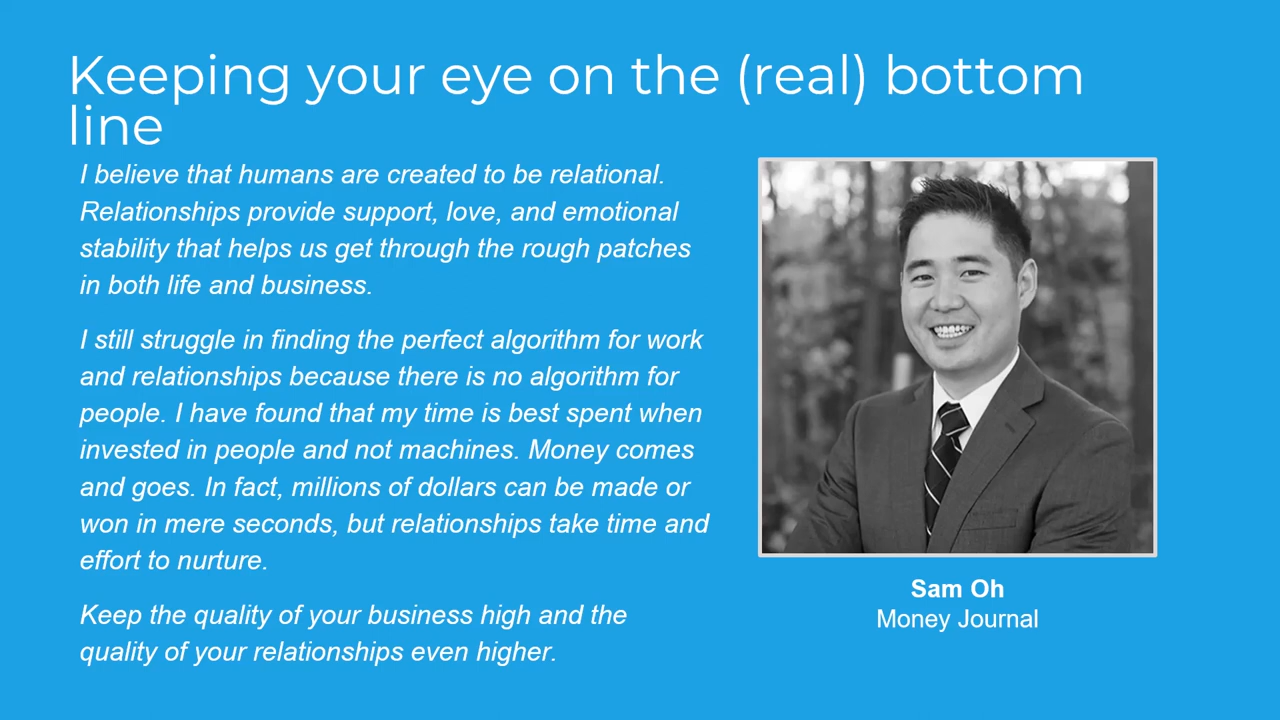 Keeping your eye on the (real) bottom
line
I believe that humans are created to be relational.
Relationships provide support, love, and emotional
stability that helps us get through the rough patches
in both life and business.
I still struggle in finding the perfect algorithm for work
and relationships because there is no algorithm for
people. I have found that my time is best spent when
invested in people and not machines. Money comes
and goes. In fact, millions of dollars can be made or
won in mere seconds, but relationships take time and
effort to nurture.
Keep the quality of your business high and the
quality of your relationships even higher.
Sam Oh
Money Journal